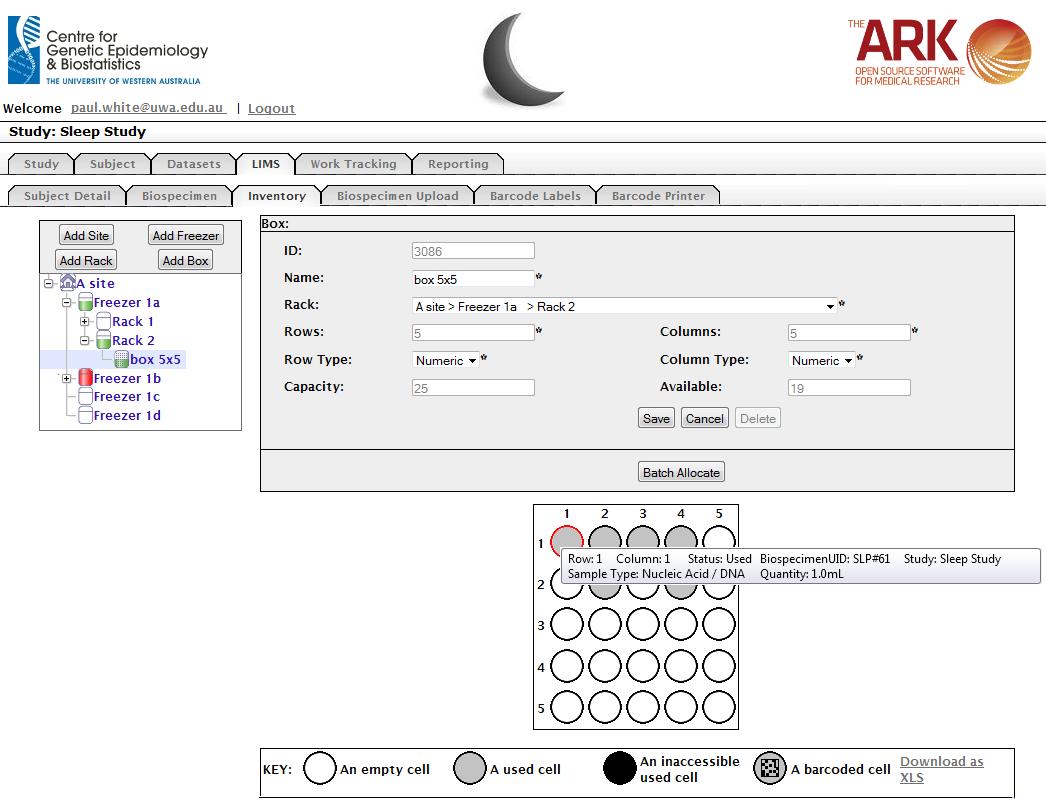 Centre for
Genetic Epidemiology
& Biostatistics
THE UNIVERSITY OF WESTERN AUSTRALIA
THE
ARK
OPEN SOURCE SOFTWARE
FOR MEDICAL RESEARCH
Welcome paul.white@uwa.edu.au | Logout
Study: Sleep Study
Study Subject Datasets LIMS Work Tracking Reporting
Subject Detail Biospecimen Inventory Biospecimen Upload Barcode Labels Barcode Printer
Add Site Add Freezer
Add Rack Add Box
A site
Freezer 1a
Rack 1
Rack 2
box 5x5
Freezer 1b
Freezer 1c
Freezer 1d
Box:
ID: 3086
Name: box 5x5 *
Rack: A site > Freezer 1a > Rack 2 *
Rows: 5 * Columns: 5 *
Row Type: Numeric * Column Type: Numeric *
Capacity: 25 Available: 19
Save Cancel Delete
Batch Allocate
1 2 3 4 5
1
Row: 1 Column: 1 Status: Used BiospecimenUID: SLP#61 Study: Sleep Study
Sample Type: Nucleic Acid / DNA Quantity: 1.0mL
2
3
4
5
KEY: An empty cell A used cell An inaccessible used cell A barcoded cell Download as XLS